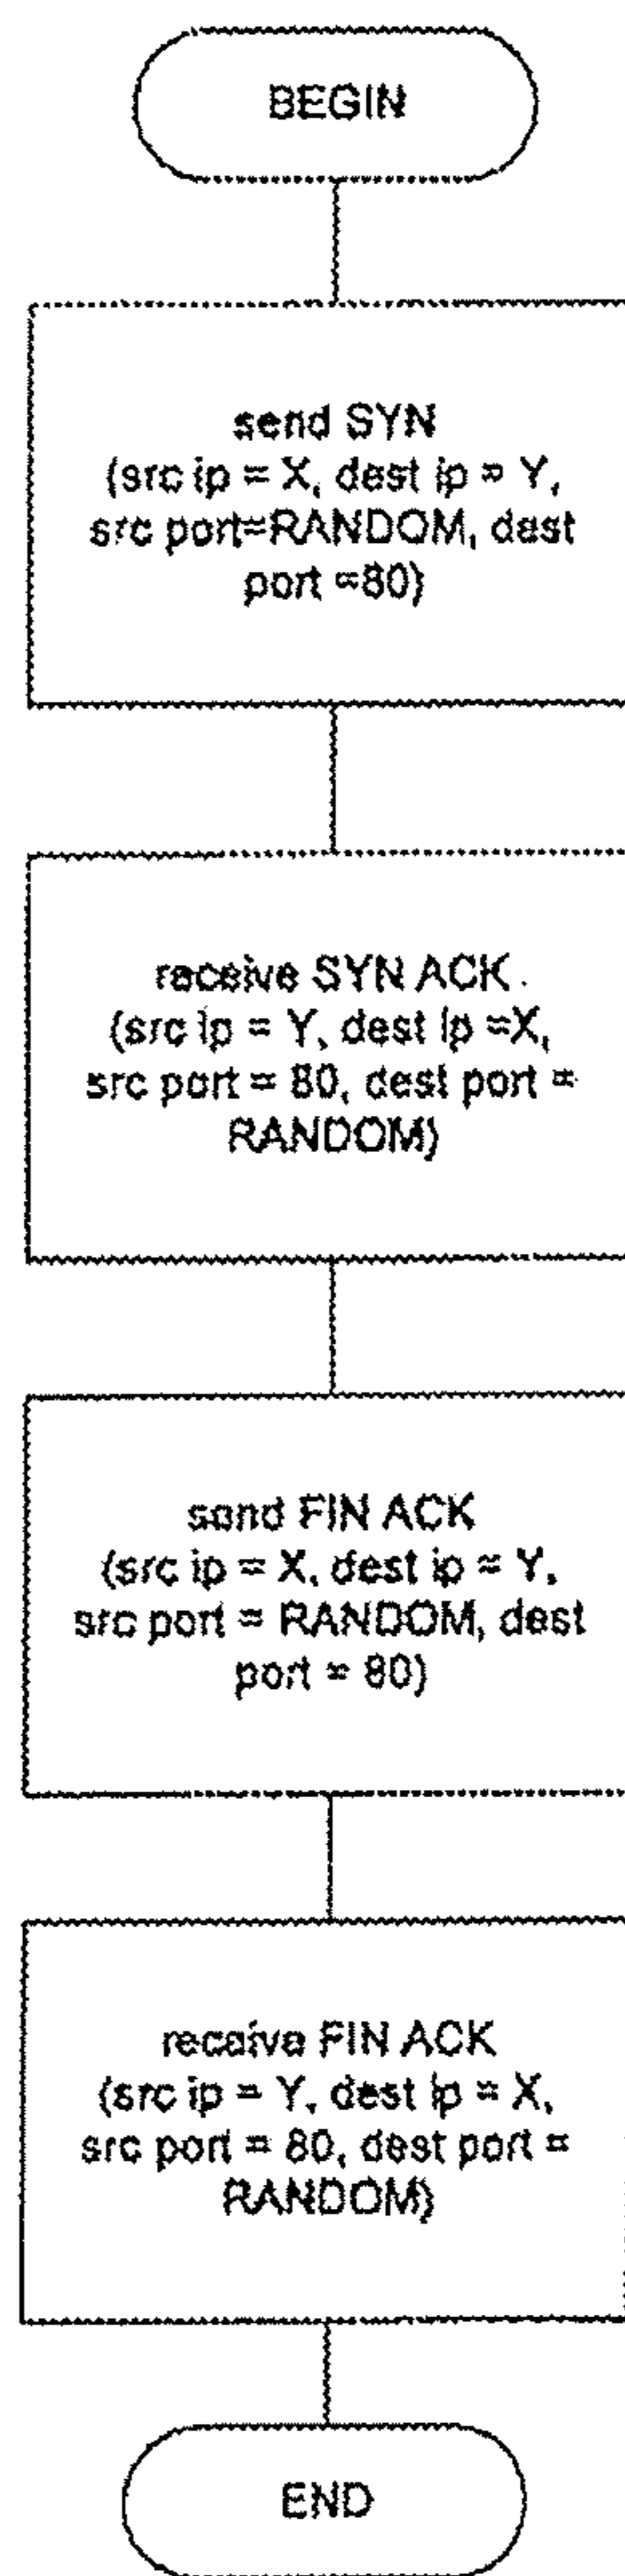 BEGIN
send SYN
(src ip = X, dest ip = Y,
src port=RANDOM, dest
port =80)
receive SYN ACK
(src ip = Y, dest ip =X,
src port = 80, dest port =
RANDOM)
send FIN ACK
(src ip = X, dest ip = Y,
src port = RANDOM, dest
port = 80)
receive FIN ACK
(src ip = Y, dest ip = X,
src port = 80, dest port =
RANDOM)
END